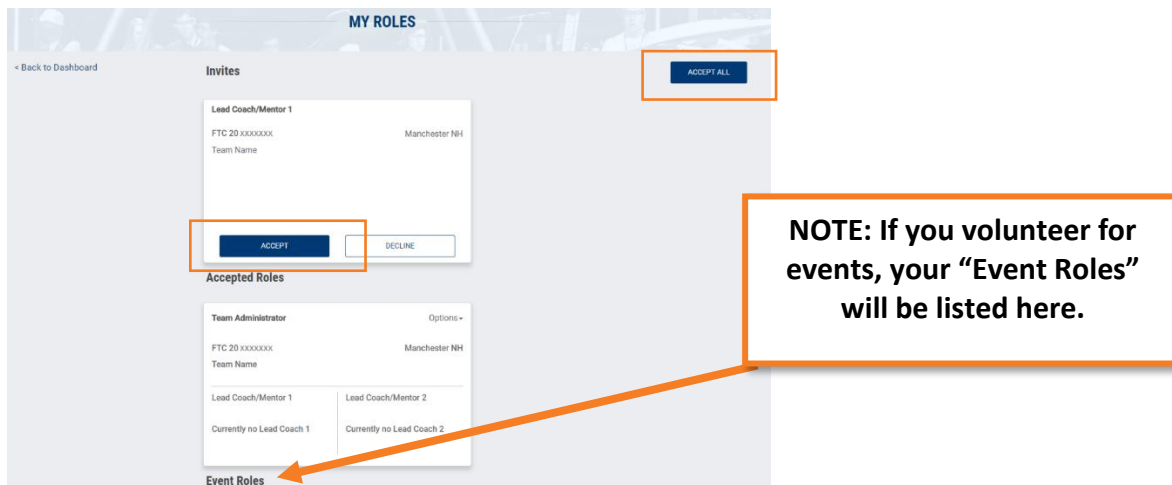 MY ROLES
< Back to Dashboard
Invites
ACCEPT ALL
Lead Coach/Mentor 1
FTC 20 xxxxxxx
Manchester NH
Team Name
ACCEPT
DECLINE
Accepted Roles
Team Administrator
Options
FTC 20 xxxxxxx
Manchester NH
Team Name
Lead Coach/Mentor 1
Lead Coach/Mentor 2
Currently no Lead Coach 1
Currently no Lead Coach 2
Event Roles
NOTE: If you volunteer for
events, your “Event Roles”
will be listed here.